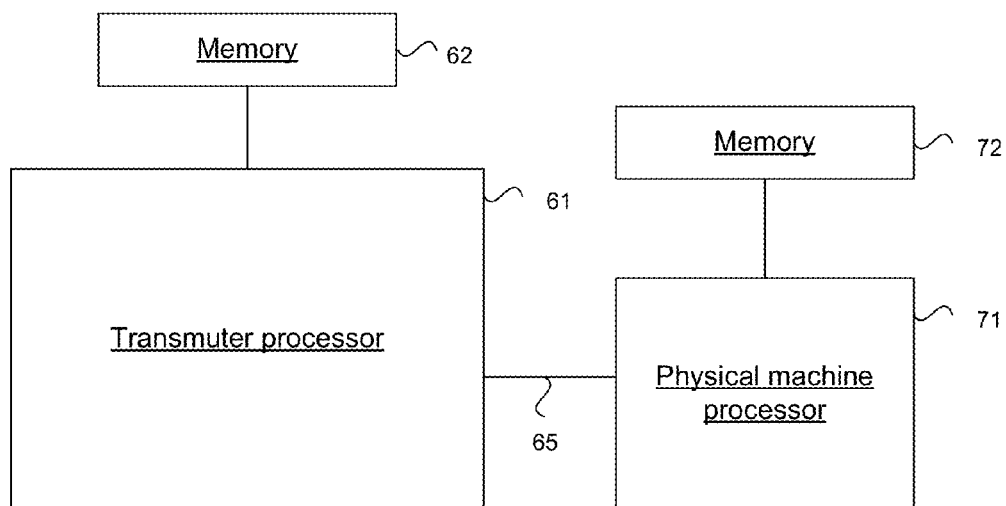 Memory
62
Memory
72
61
Transmuter processor
71
Physical machine
processor
65